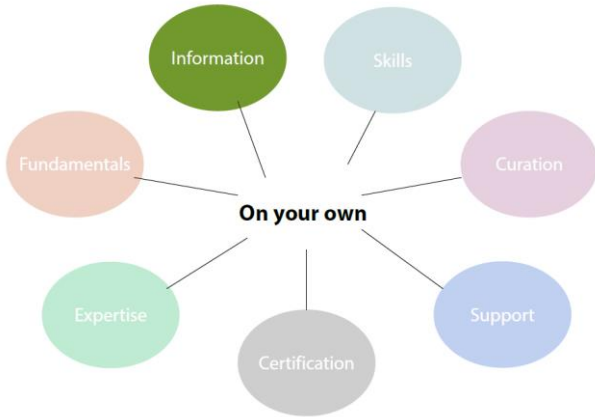 Information
Skills
Fundamentals
Curation
On your own
Expertise
Support
Certification